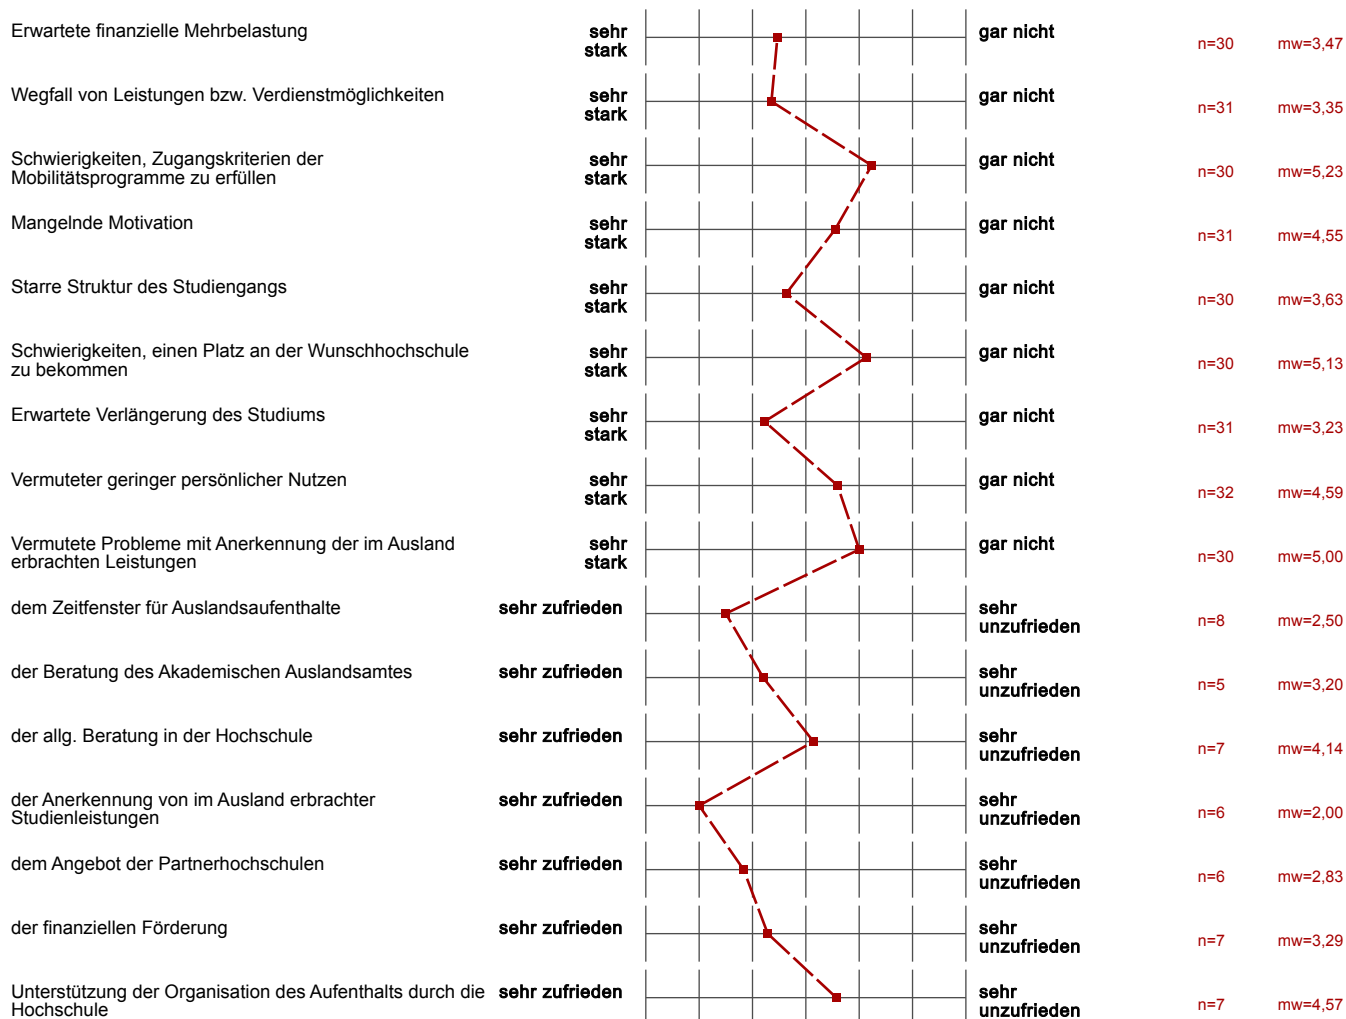 Erwartete finanzielle Mehrbelastung
sehr stark
gar nicht
n=30 mw=3,47
Wegfall von Leistungen bzw. Verdienstmöglichkeiten
sehr stark
gar nicht
n=31 mw=3,35
Schwierigkeiten, Zugangskriterien der
Mobilitätsprogramme zu erfüllen
sehr stark
gar nicht
n=30 mw=5,23
Mangelnde Motivation
sehr stark
gar nicht
n=31 mw=4,55
Starre Struktur des Studiengangs
sehr stark
gar nicht
n=30 mw=3,63
Schwierigkeiten, einen Platz an der Wunschhochschule
zu bekommen
sehr stark
gar nicht
n=30 mw=5,13
Erwartete Verlängerung des Studiums
sehr stark
gar nicht
n=31 mw=3,23
Vermuteter geringer persönlicher Nutzen
sehr stark
gar nicht
n=32 mw=4,59
Vermutete Probleme mit Anerkennung der im Ausland
erbrachten Leistungen
sehr stark
gar nicht
n=30 mw=5,00
dem Zeitfenster für Auslandsaufenthalte
sehr zufrieden
sehr unzufrieden
n=8 mw=2,50
der Beratung des Akademischen Auslandsamtes
sehr zufrieden
sehr unzufrieden
n=5 mw=3,20
der allg. Beratung in der Hochschule
sehr zufrieden
sehr unzufrieden
n=7 mw=4,14
der Anerkennung von im Ausland erbrachter
Studienleistungen
sehr zufrieden
sehr unzufrieden
n=6 mw=2,00
dem Angebot der Partnerhochschulen
sehr zufrieden
sehr unzufrieden
n=6 mw=2,83
der finanziellen Förderung
sehr zufrieden
sehr unzufrieden
n=7 mw=3,29
Unterstützung der Organisation des Aufenthalts durch die
Hochschule
sehr zufrieden
sehr unzufrieden
n=7 mw=4,57